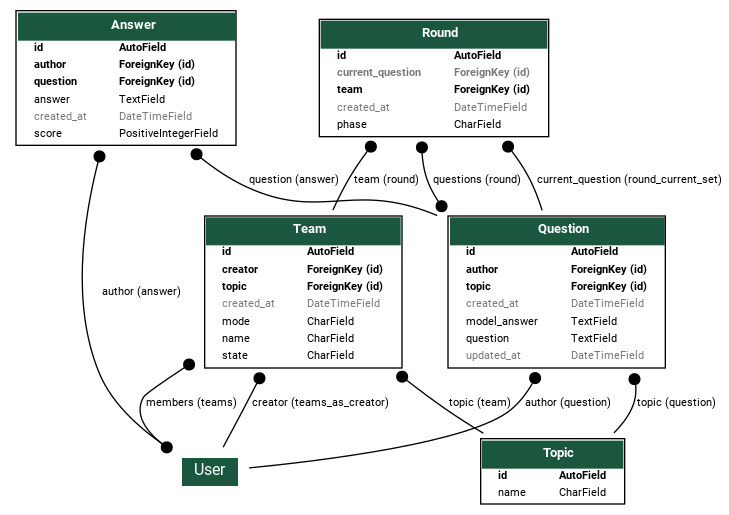 Answer
id AutoField
author ForeignKey (id)
question ForeignKey (id)
answer TextField
created_at DateTimeField
score PositiveIntegerField
Round
id AutoField
current_question ForeignKey (id)
team ForeignKey (id)
created_at DateTimeField
phase CharField
question (answer)
team (round)
questions (round)
current_question (round_current_set)
Team
id AutoField
creator ForeignKey (id)
topic ForeignKey (id)
created_at DateTimeField
mode CharField
name CharField
state CharField
Question
id AutoField
author ForeignKey (id)
topic ForeignKey (id)
created_at DateTimeField
model_answer TextField
question TextField
updated_at DateTimeField
author (answer)
members (teams)
creator (teams_as_creator)
topic (team)
author (question)
topic (question)
User
Topic
id AutoField
name CharField